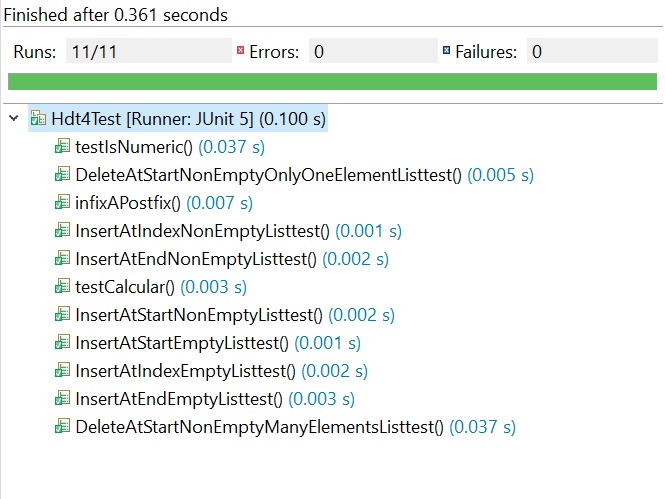 Finished after 0.361 seconds
Runs: 11/11 Errors: 0 Failures: 0
Hdt4Test [Runner: JUnit 5] (0.100 s)
testIsNumeric() (0.037 s)
DeleteAtStartNonEmptyOnlyOneElementListtest() (0.005 s)
infixAPostfix() (0.007 s)
InsertAtIndexNonEmptyListtest() (0.001 s)
InsertAtEndNonEmptyListtest() (0.002 s)
testCalcular() (0.003 s)
InsertAtStartNonEmptyListtest() (0.002 s)
InsertAtStartEmptyListtest() (0.001 s)
InsertAtIndexEmptyListtest() (0.002 s)
InsertAtEndEmptyListtest() (0.003 s)
DeleteAtStartNonEmptyManyElementsListtest() (0.037 s)